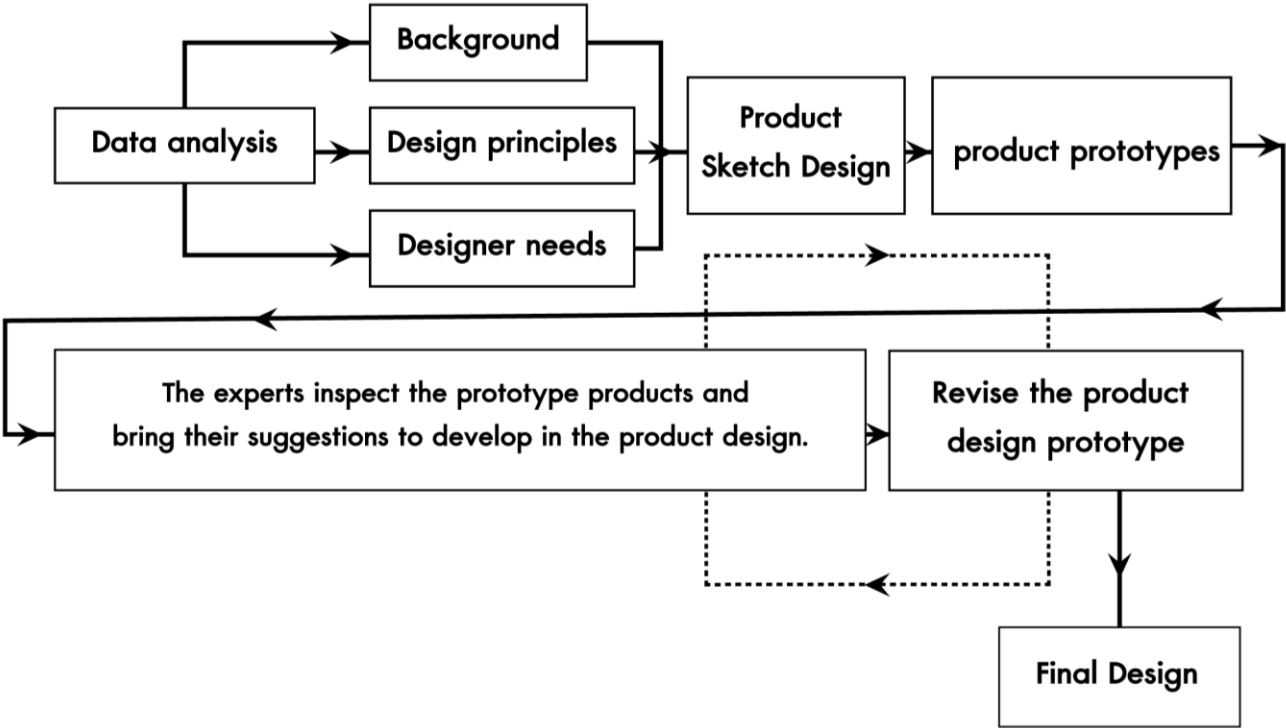 Background
Data analysis
Design principles
Designer needs
Product
Sketch Design
product prototypes
The experts inspect the prototype products and
bring their suggestions to develop in the product design.
Revise the product
design prototype
Final Design